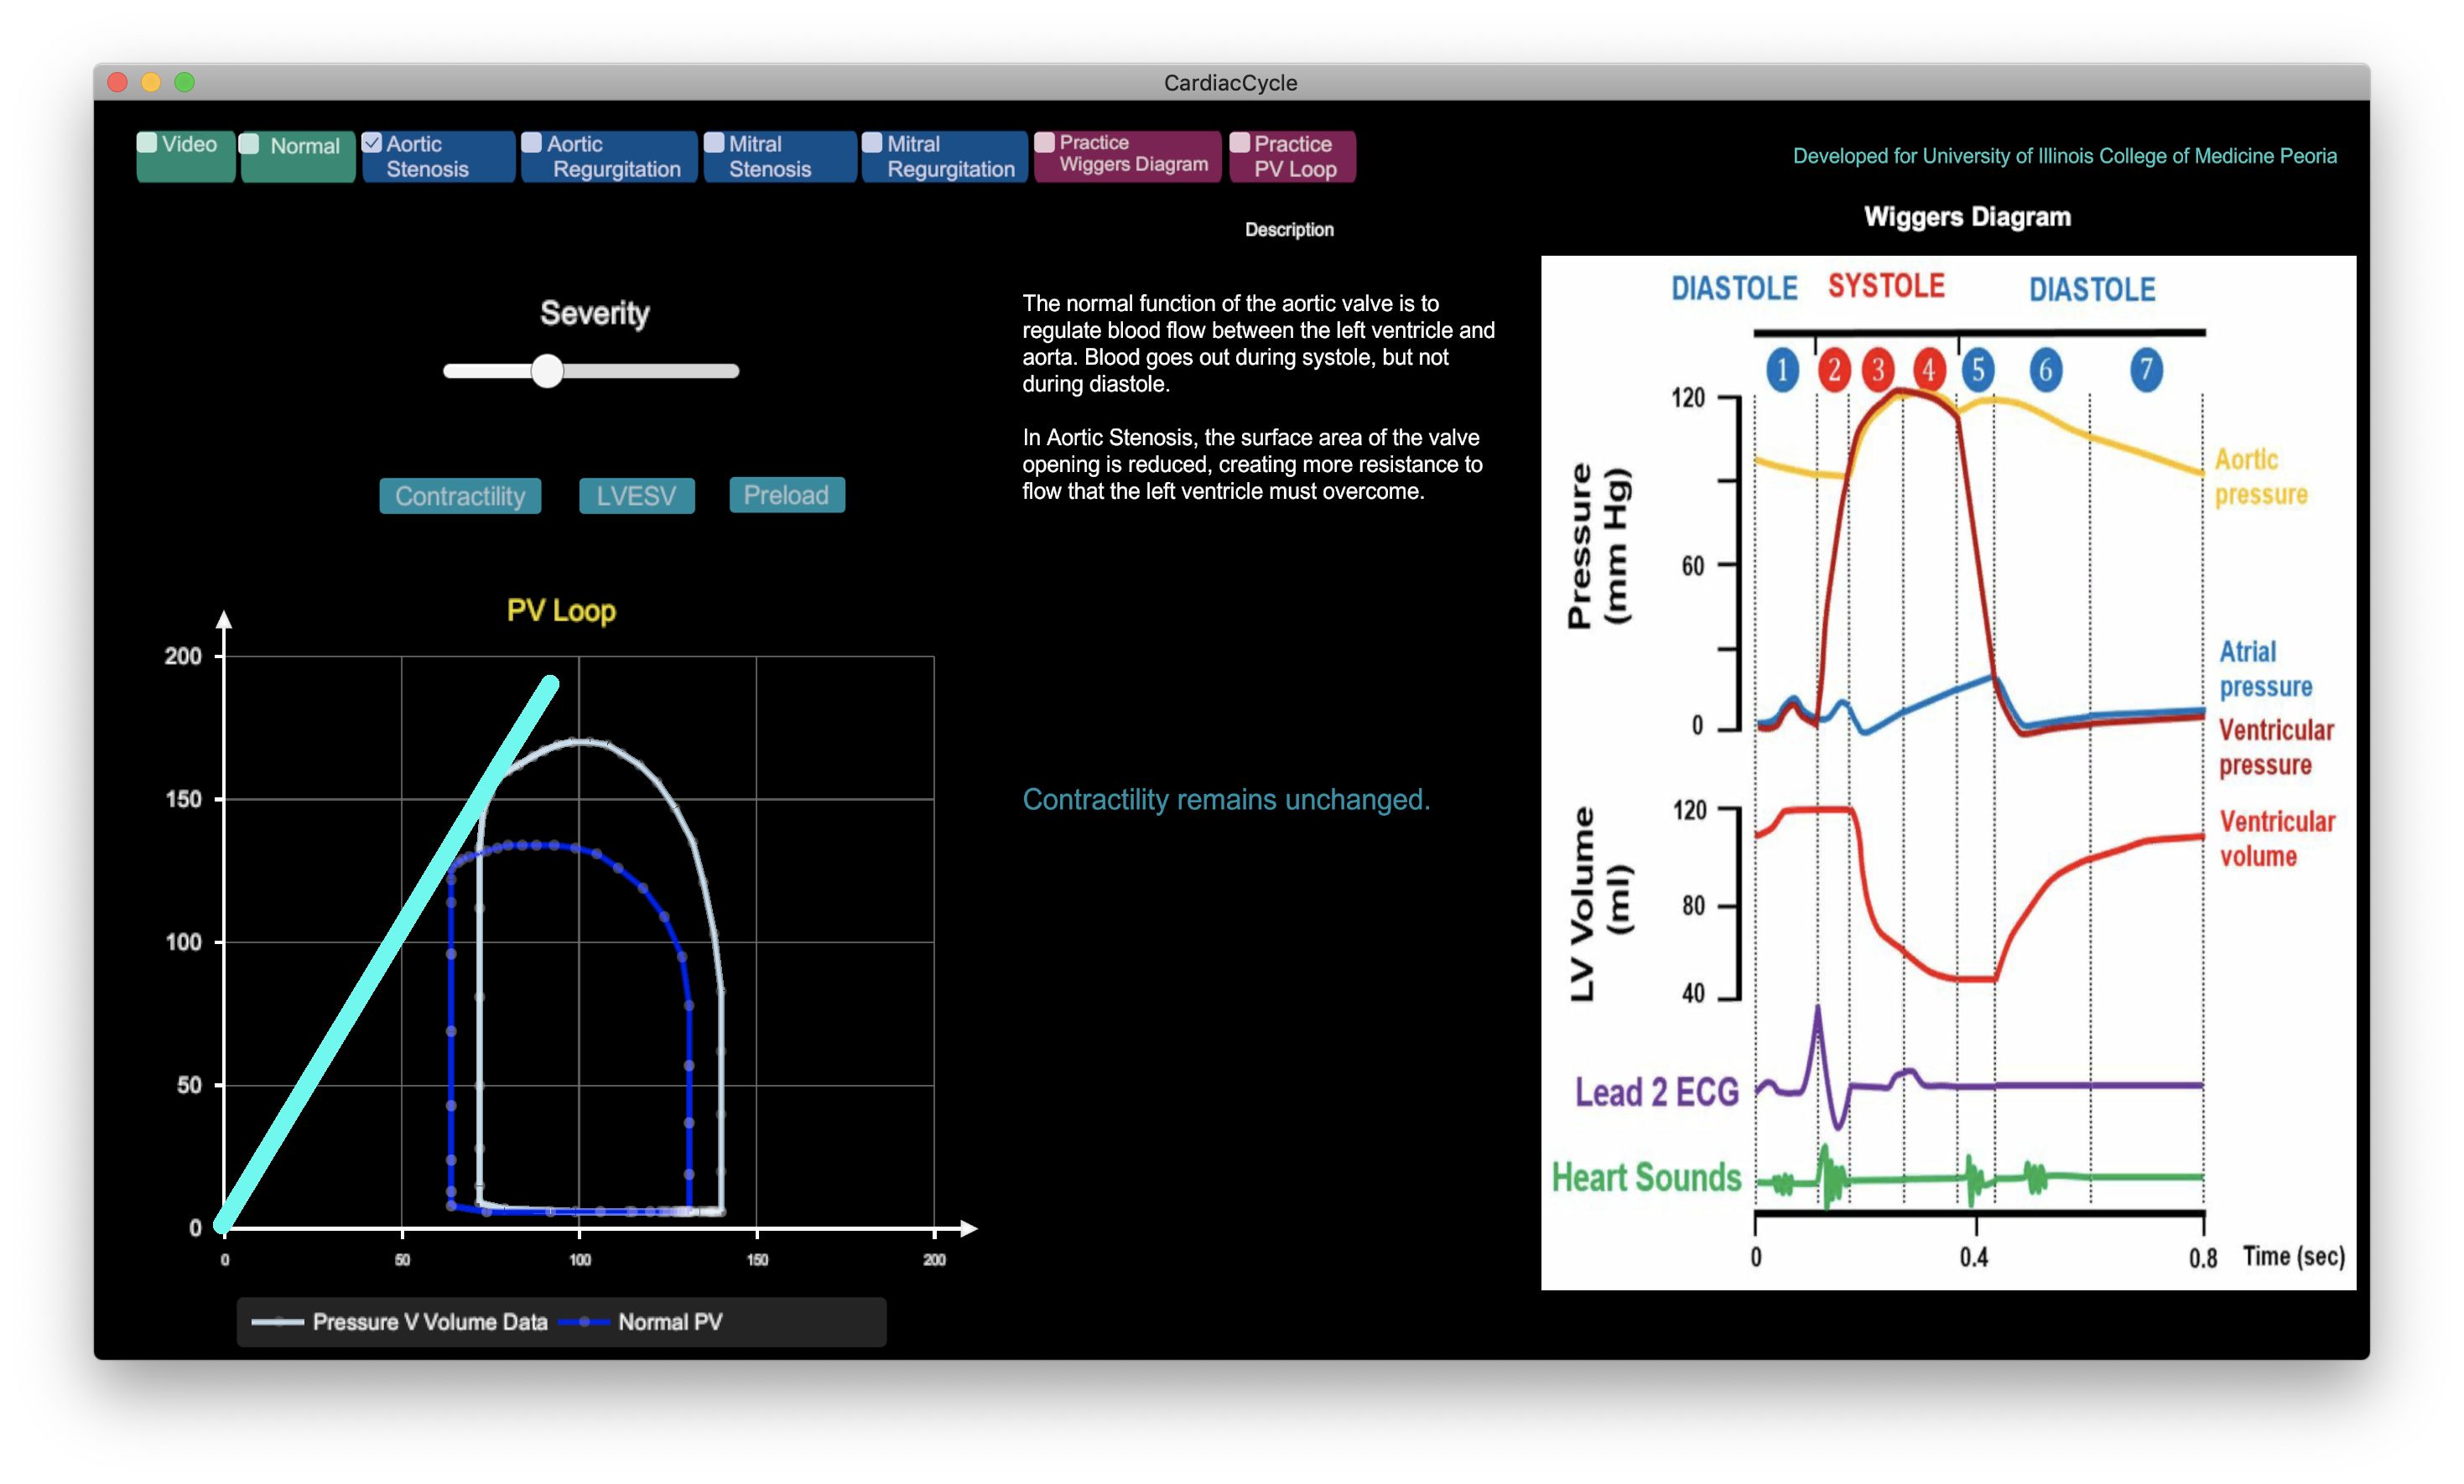 CardiacCycle
Video
Normal
Aortic
Stenosis
Aortic
Regurgitation
Mitral
Stenosis
Mitral
Regurgitation
Practice
Wiggers Diagram
Practice
PV Loop
Developed for University of Illinois College of Medicine Peoria
Description
Severity
The normal function of the aortic valve is to
regulate blood flow between the left ventricle and
aorta. Blood goes out during systole, but not
during diastole.
In Aortic Stenosis, the surface area of the valve
opening is reduced, creating more resistance to
flow that the left ventricle must overcome.
Contractility
LVESV
Preload
Contractility remains unchanged.
PV Loop
200
150
100
50
0
0 50 100 150 200
Pressure V Volume Data
Normal PV
Wiggers Diagram
DIASTOLE SYSTOLE DIASTOLE
1 2 3 4 5 6 7
Pressure
(mm Hg)
120
60
0
Aortic
pressure
Atrial
pressure
Ventricular
pressure
LV Volume
(ml)
120
80
40
Ventricular
volume
Lead 2 ECG
Heart Sounds
0 0.4 0.8 Time (sec)